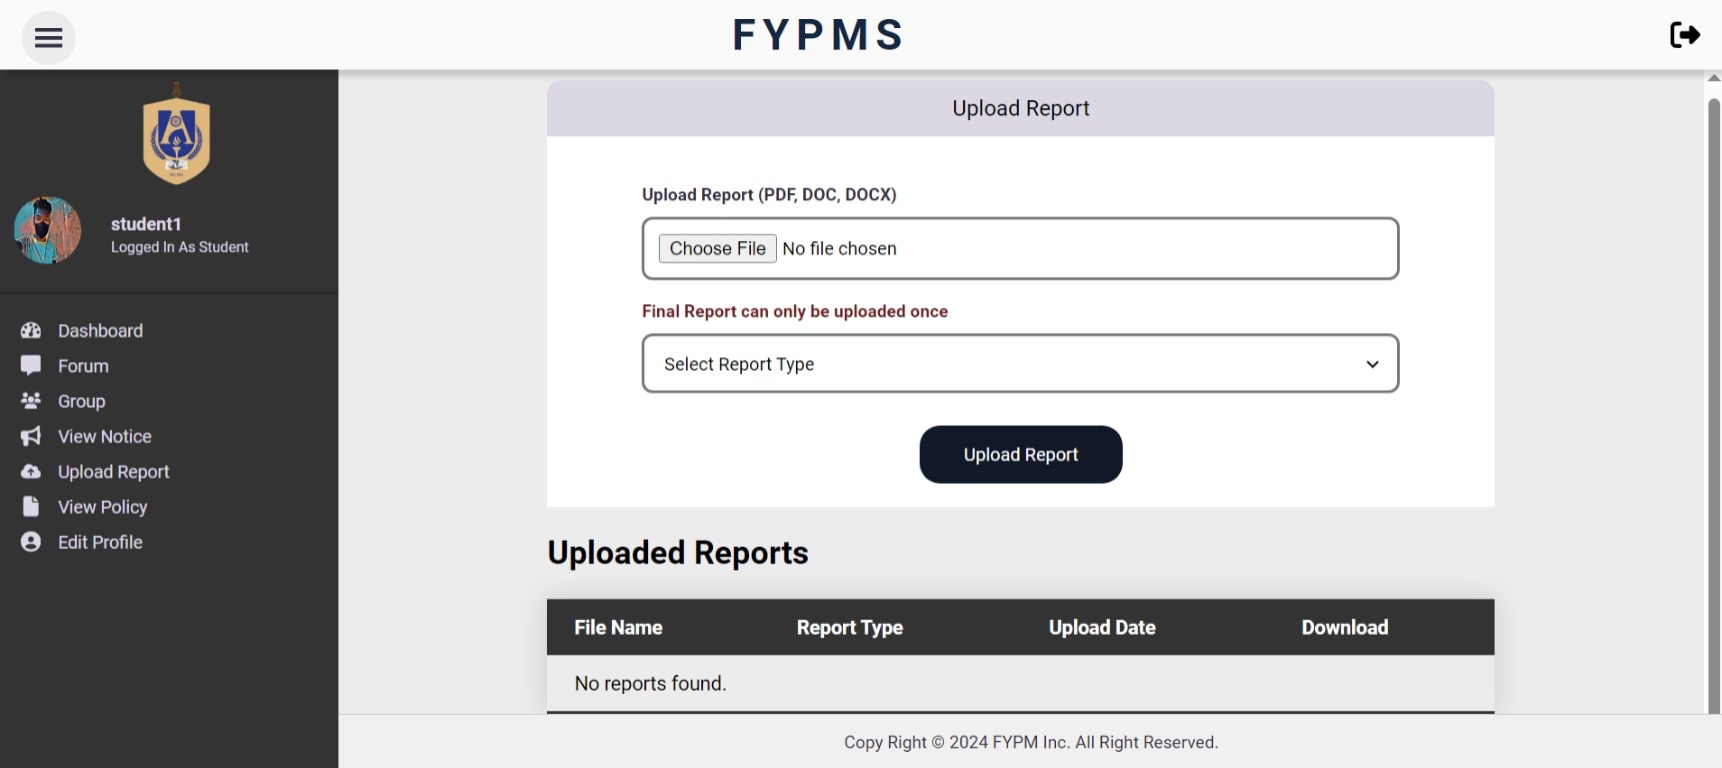 FYPMS
student1
Logged In As Student
Dashboard
Forum
Group
View Notice
Upload Report
View Policy
Edit Profile
Upload Report
Upload Report (PDF, DOC, DOCX)
Choose File No file chosen
Final Report can only be uploaded once
Select Report Type
Upload Report
Uploaded Reports
File Name Report Type Upload Date Download
No reports found.
Copy Right © 2024 FYPM Inc. All Right Reserved.